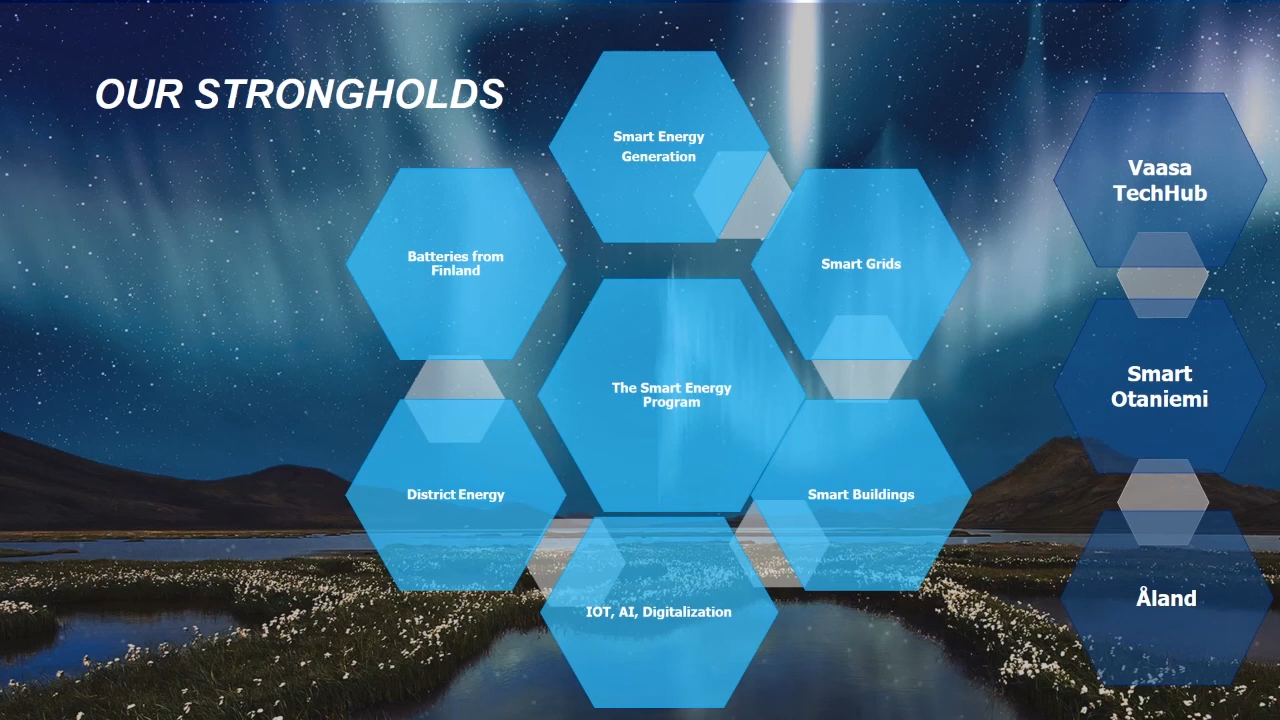 OUR STRONGHOLDS
Smart Energy
Generation
Batteries from
Finland
Smart Grids
The Smart Energy
Program
District Energy
Smart Buildings
IOT, AI, Digitalization
Vaasa
TechHub
Smart
Otaniemi
Åland